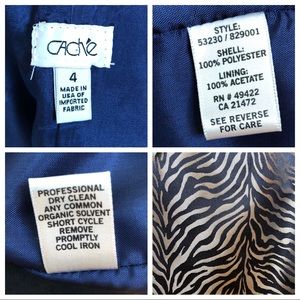 CACHÉ
4
MADE IN
USA OF
IMPORTED
FABRIC
STYLE:
53230 / 829001
SHELL:
100% POLYESTER
LINING:
100% ACETATE
RN # 49422
CA 21472
SEE REVERSE
FOR CARE
PROFESSIONAL
DRY CLEAN
ANY COMMON
ORGANIC SOLVENT
SHORT CYCLE
REMOVE
PROMPTLY
COOL IRON